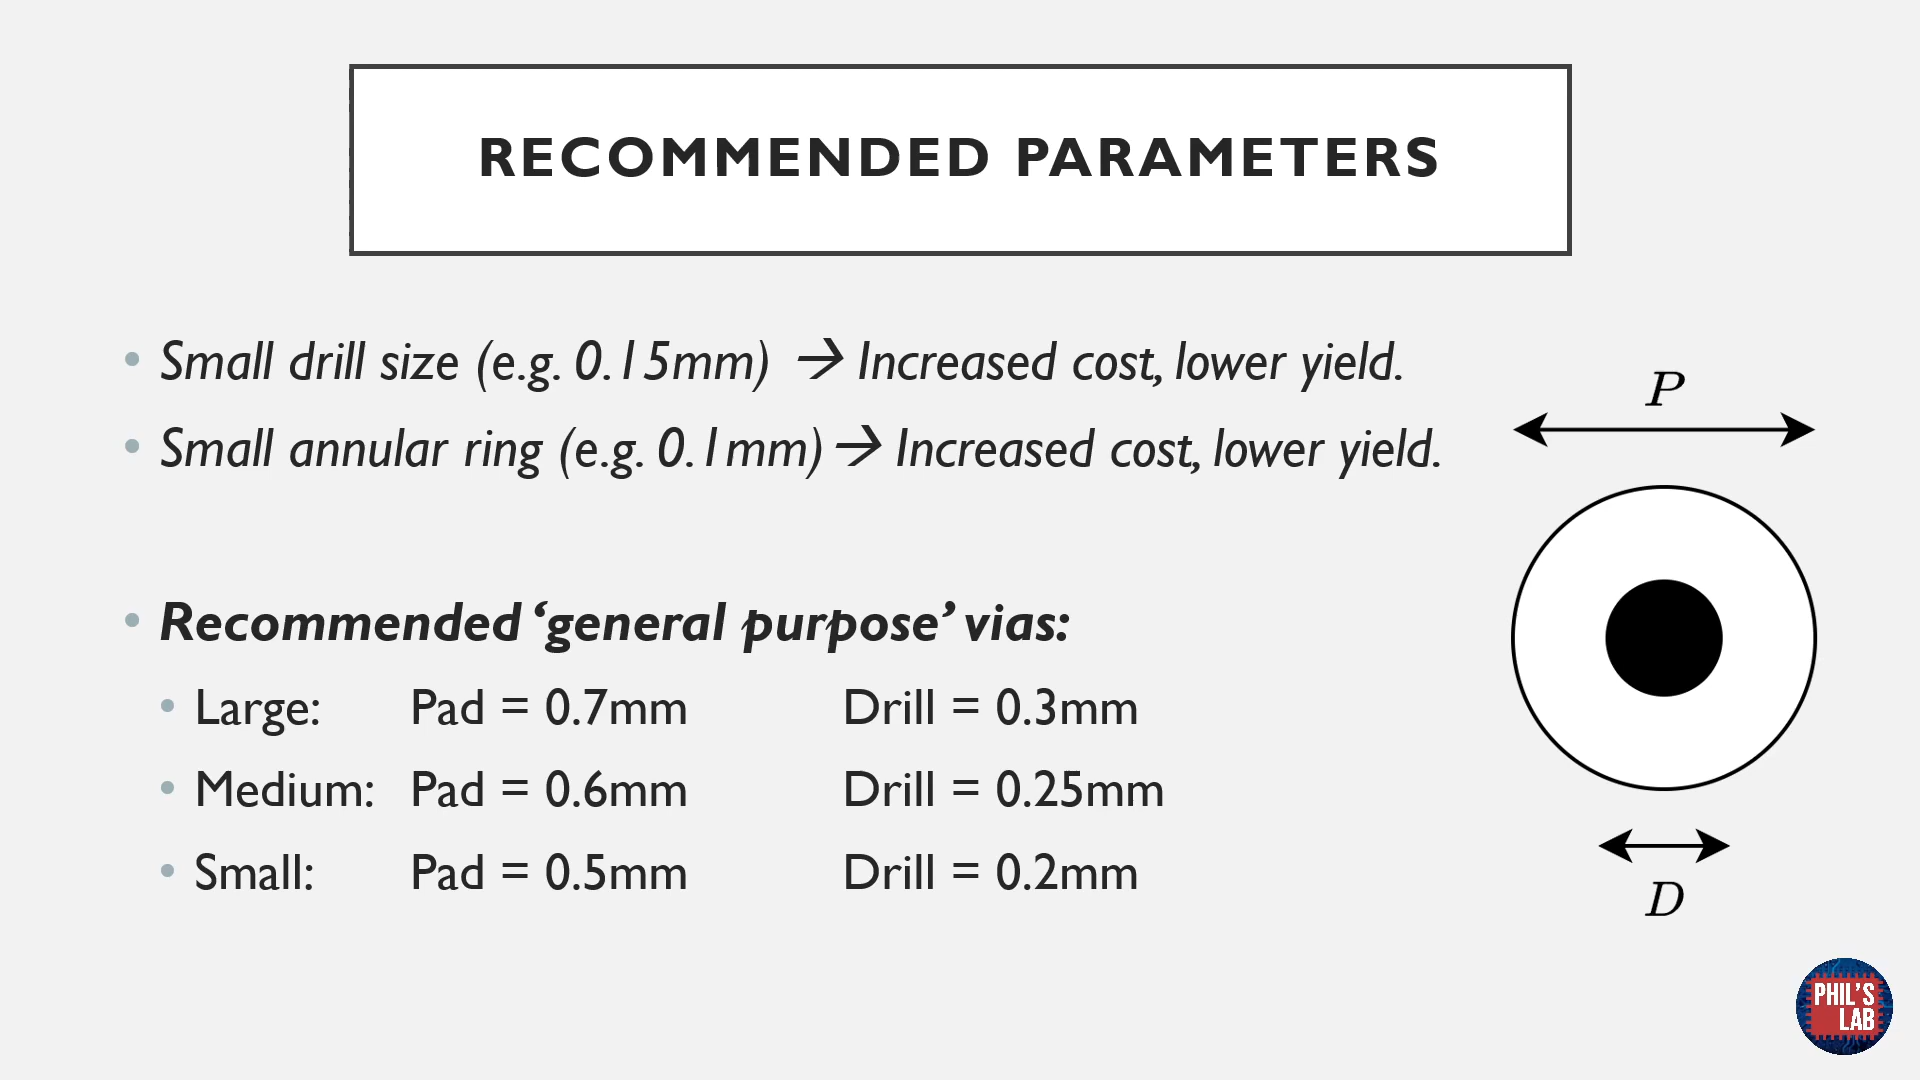 RECOMMENDED PARAMETERS
• Small drill size (e.g. 0.15mm) → Increased cost, lower yield.
• Small annular ring (e.g. 0.1mm)→ Increased cost, lower yield.
P
• Recommended ‘general purpose’ vias:
• Large: Pad = 0.7mm Drill = 0.3mm
• Medium: Pad = 0.6mm Drill = 0.25mm
• Small: Pad = 0.5mm Drill = 0.2mm
D
PHIL'S
LAB